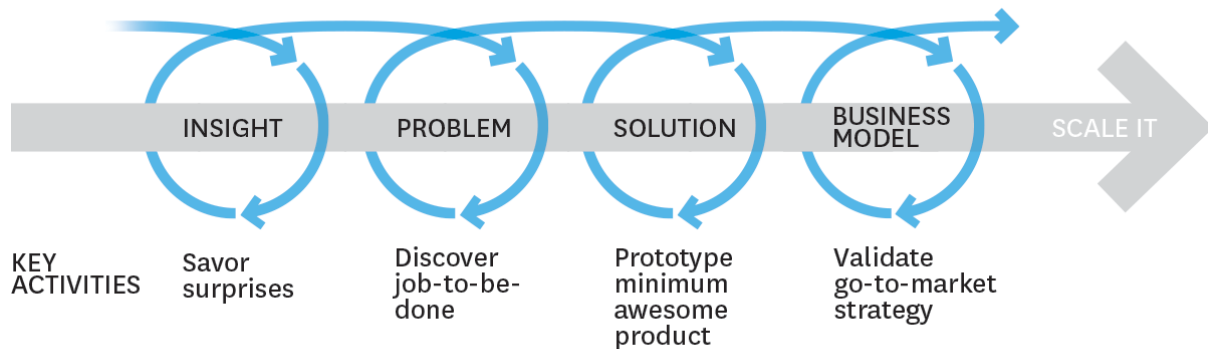 INSIGHT
PROBLEM
SOLUTION
BUSINESS
MODEL
SCALE IT
KEY
ACTIVITIES
Savor
surprises
Discover
job-to-be-
done
Prototype
minimum
awesome
product
Validate
go-to-market
strategy